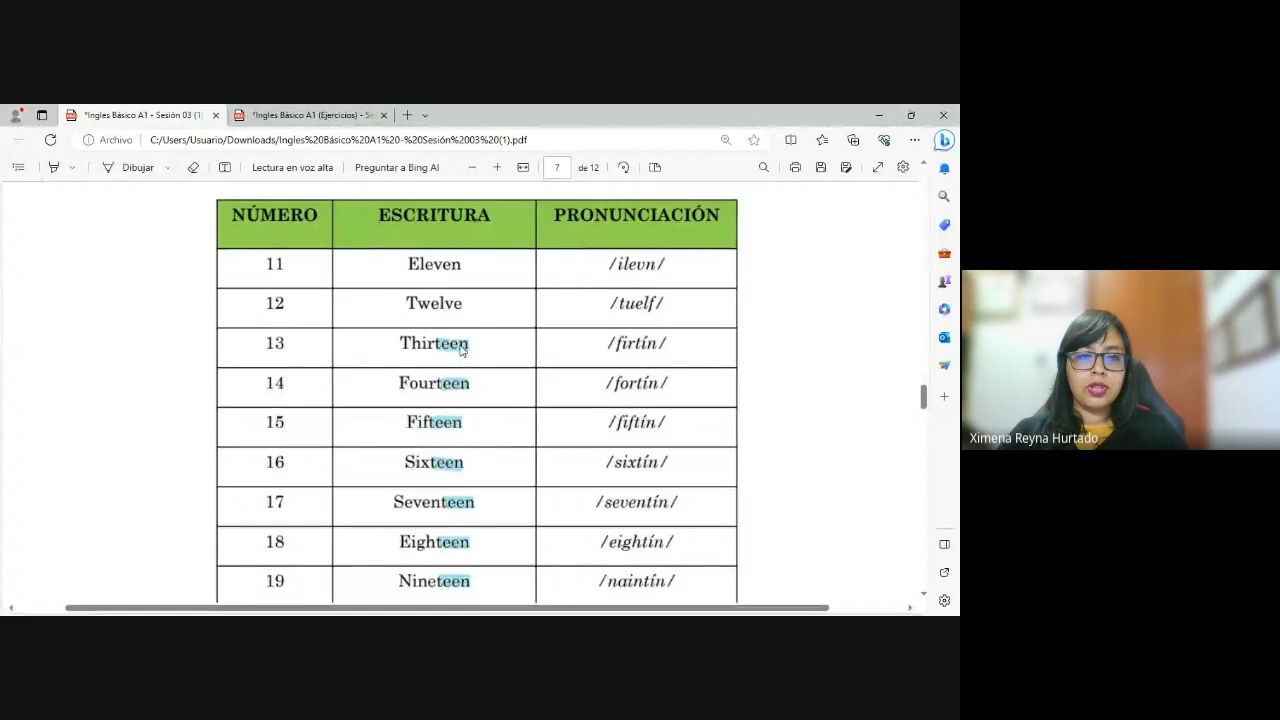 *Ingles Básico A1 - Sesión 03 (1)
*Ingles Básico A1 (Ejercicios) - Se
Archivo C:/Users/Usuario/Downloads/Ingles%20Básico%20A1%20-%20Sesión%2003%20(1).pdf
Dibujar Lectura en voz alta Preguntar a Bing AI 7 de 12
NÚMERO ESCRITURA PRONUNCIACIÓN
11 Eleven /ilevn/
12 Twelve /tuelf/
13 Thirteen /firtín/
14 Fourteen /fortín/
15 Fifteen /fiftín/
16 Sixteen /sixtín/
17 Seventeen /seventín/
18 Eighteen /eightín/
19 Nineteen /naintín/
Ximena Reyna Hurtado